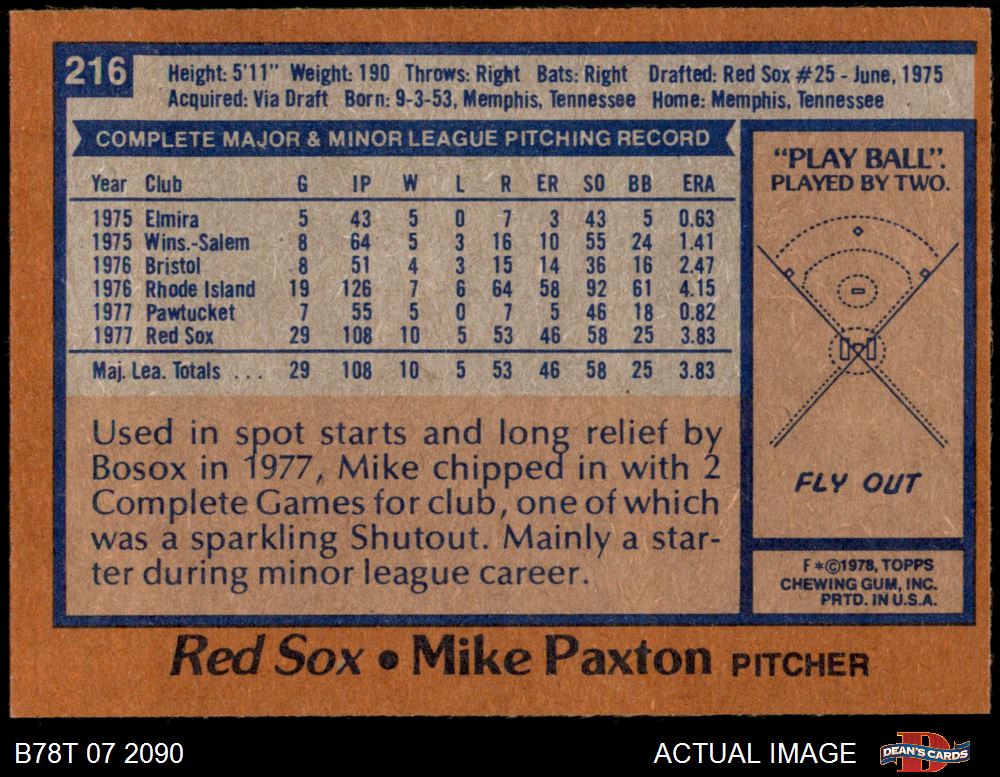 216
Height: 5'11" Weight: 190 Throws: Right Bats: Right Drafted: Red Sox #25 - June, 1975
Acquired: Via Draft Born: 9-3-53, Memphis, Tennessee Home: Memphis, Tennessee
COMPLETE MAJOR & MINOR LEAGUE PITCHING RECORD
Year Club G IP W L R ER SO BB ERA
1975 Elmira 5 43 5 0 7 3 43 5 0.63
1975 Wins.-Salem 8 64 5 3 16 10 55 24 1.41
1976 Bristol 8 51 4 3 15 14 36 16 2.47
1976 Rhode Island 19 126 7 6 64 58 92 61 4.15
1977 Pawtucket 7 55 5 0 7 5 46 18 0.82
1977 Red Sox 29 108 10 5 53 46 58 25 3.83
Maj. Lea. Totals ... 29 108 10 5 53 46 58 25 3.83
Used in spot starts and long relief by
Bosox in 1977, Mike chipped in with 2
Complete Games for club, one of which
was a sparkling Shutout. Mainly a star-
ter during minor league career.
"PLAY BALL".
PLAYED BY TWO.
FLY OUT
F*©1978, TOPPS
CHEWING GUM, INC.
PRTD. IN U.S.A.
Red Sox • Mike Paxton PITCHER
B78T 07 2090
ACTUAL IMAGE
DEAN'S CARDS